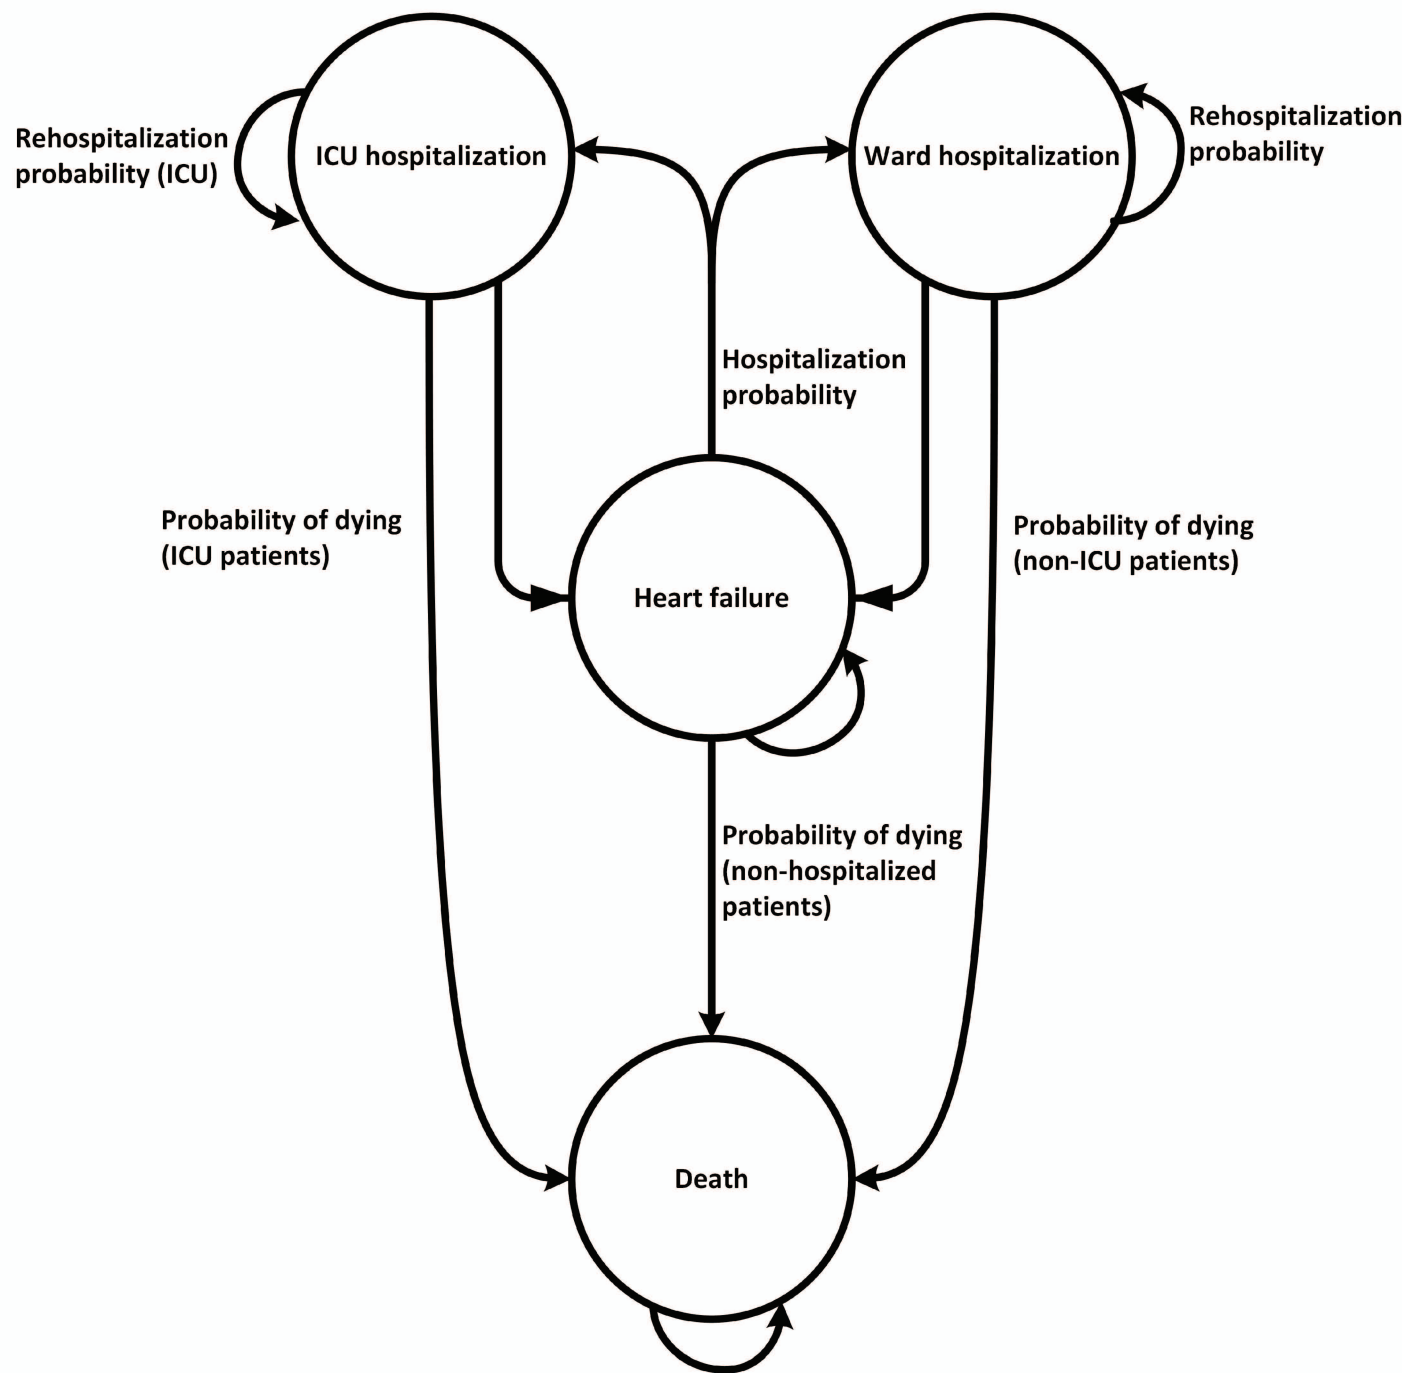 Rehospitalization
probability (ICU)
ICU hospitalization
Ward hospitalization
Rehospitalization
probability
Hospitalization
probability
Probability of dying
(ICU patients)
Probability of dying
(non-ICU patients)
Heart failure
Probability of dying
(non-hospitalized
patients)
Death